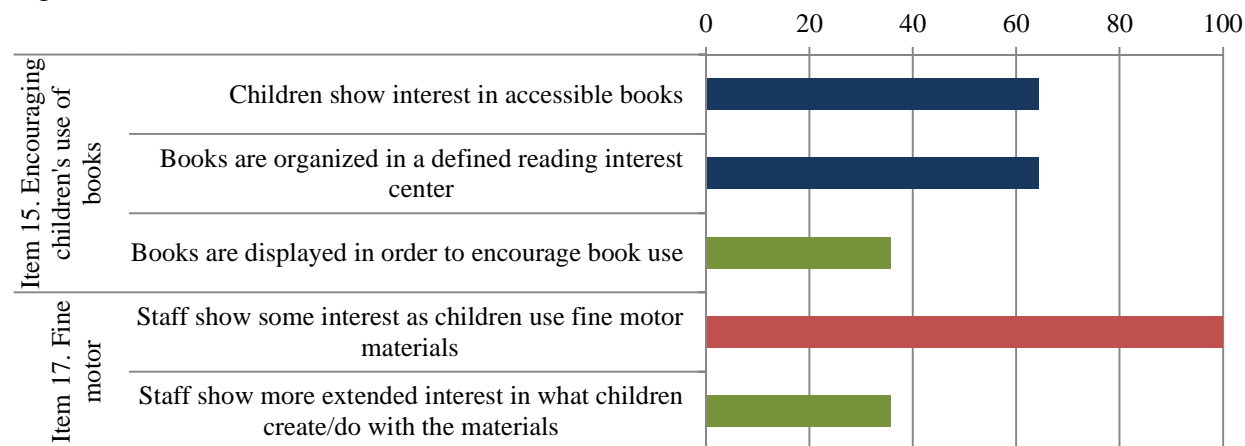 0 20 40 60 80 100
Item 15. Encouraging
children's use of
books
Children show interest in accessible books
Books are organized in a defined reading interest
center
Books are displayed in order to encourage book use
Item 17. Fine
motor
Staff show some interest as children use fine motor
materials
Staff show more extended interest in what children
create/do with the materials